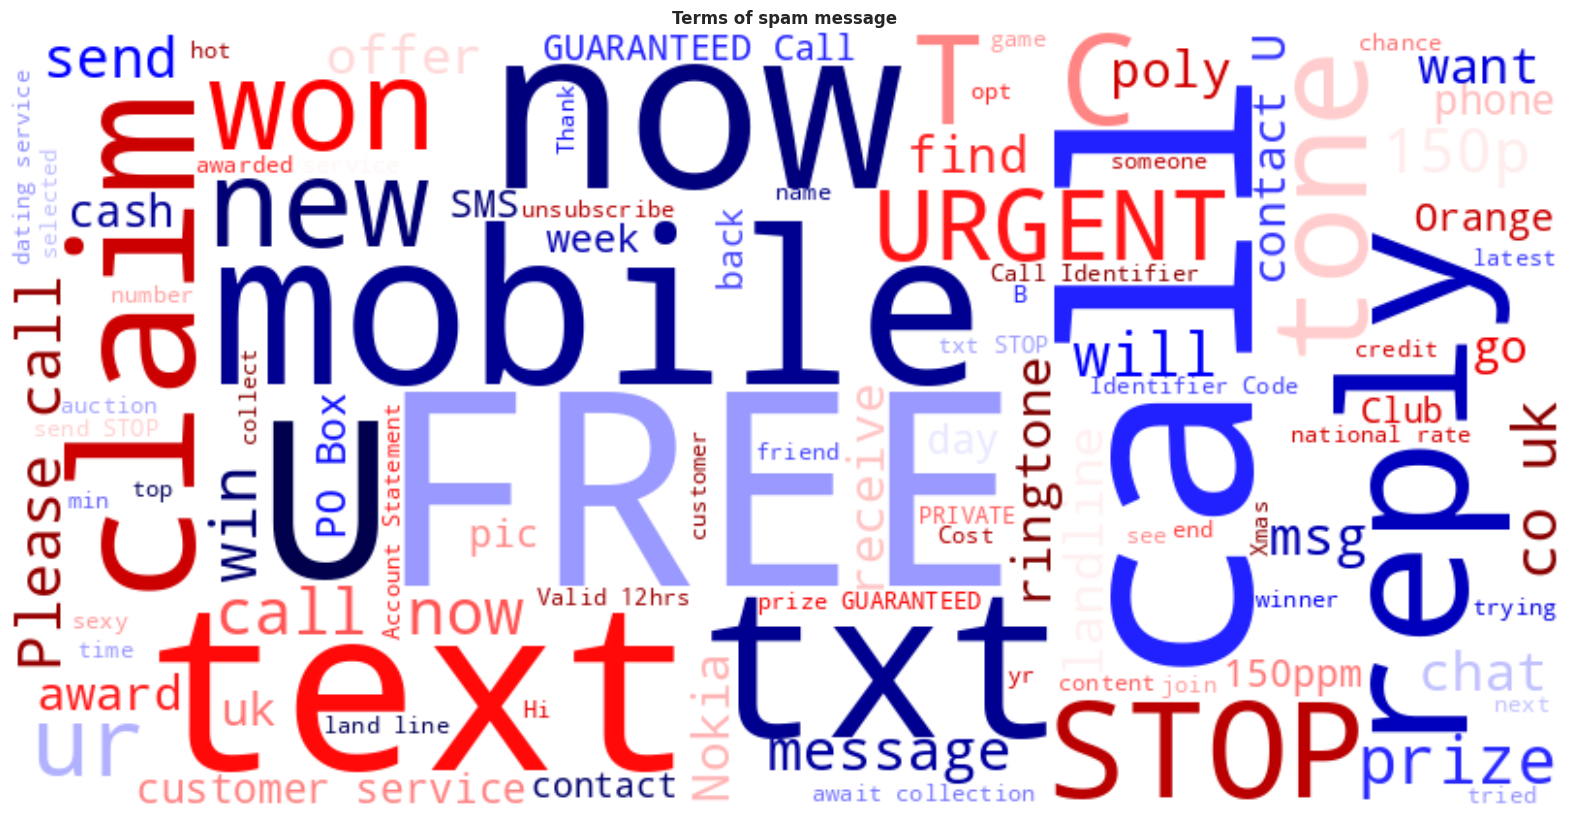 Terms of spam message
send
hot
offer
GUARANTEED Call
now
T
game
opt
C
poly
U
chance
want
phone
dating service
selected
claim
won
awarded service
Thank
find
someone
call
contact
tone
150p
cash
new
SMS
unsubscribe
name
week
back
URGENT
Orange
latest
Call Identifier
B
Please call
number
mobile
txt STOP
will
reply
credit
go
Identifier Code
auction
send STOP
collect
U
PO Box
Account Statement
FREE
customer
friend
receive
day
ringtone
landline
Club
national rate
co uk
min
top
win
pic
PRIVATE
Cost
see
end
Xmas
msg
sexy
time
call now
Valid 12hrs
prize GUARANTEED
winner
trying
text
txt
award
uk
land line
Hi
Nokia
yr
content
join
150ppm
chat
next
ur
message
STOP
prize
customer service
contact
await collection
tried